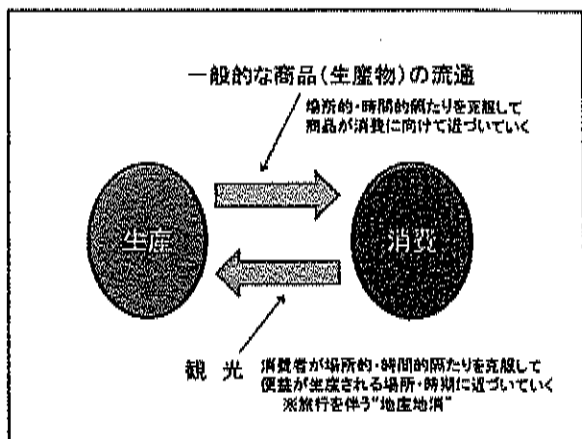 一般的な商品(生産物)の流通
場所的・時間的隔たりを克服して
商品が消費に向けて近づいていく
生産
消費
観 光
消費者が場所的・時間的隔たりを克服して
便益が生産される場所・時期に近づいていく
※旅行を伴う“地産地消”